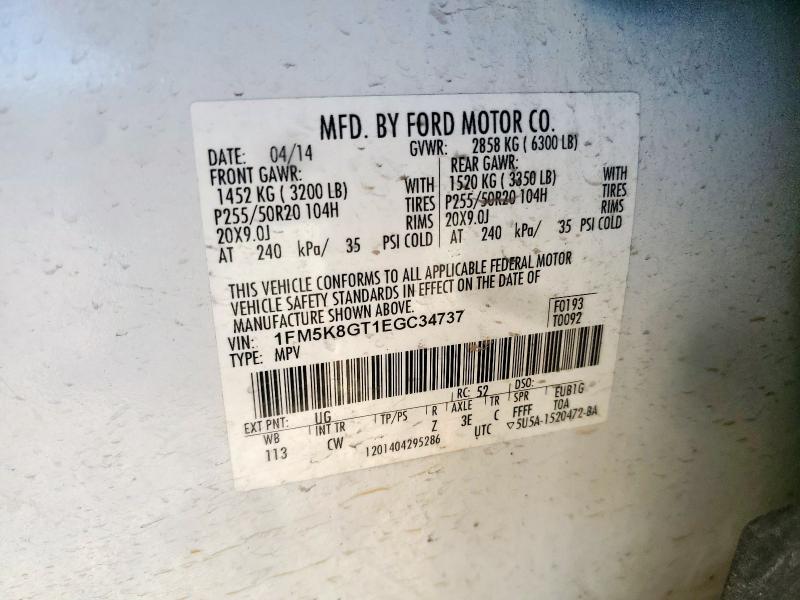 MFD. BY FORD MOTOR CO.
DATE: 04/14 GVWR: 2858 KG ( 6300 LB)
FRONT GAWR: REAR GAWR:
1452 KG ( 3200 LB) WITH 1520 KG ( 3350 LB) WITH
P255/50R20 104H TIRES P255/50R20 104H TIRES
20X9.0J RIMS 20X9.0J RIMS
AT 240 kPa/ 35 PSI COLD AT 240 kPa/ 35 PSI COLD
THIS VEHICLE CONFORMS TO ALL APPLICABLE FEDERAL MOTOR
VEHICLE SAFETY STANDARDS IN EFFECT ON THE DATE OF
MANUFACTURE SHOWN ABOVE. F0193
VIN: 1FM5K8GT1EGC34737 T0092
TYPE: MPV
EXT PNT: UG RC: 52 DSO:
WB INT TR TP/PS R AXLE TR SPR EUB1G
113 CW Z 3E C FFFF TOA
1201404295286 UTC ▽5U5A-1520472-BA